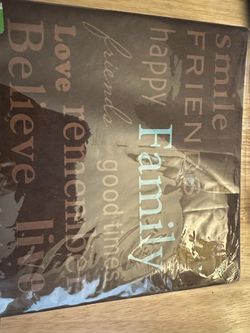 smile
FRIENDS
happy
Family
friends
good times
Love remember
Believe live